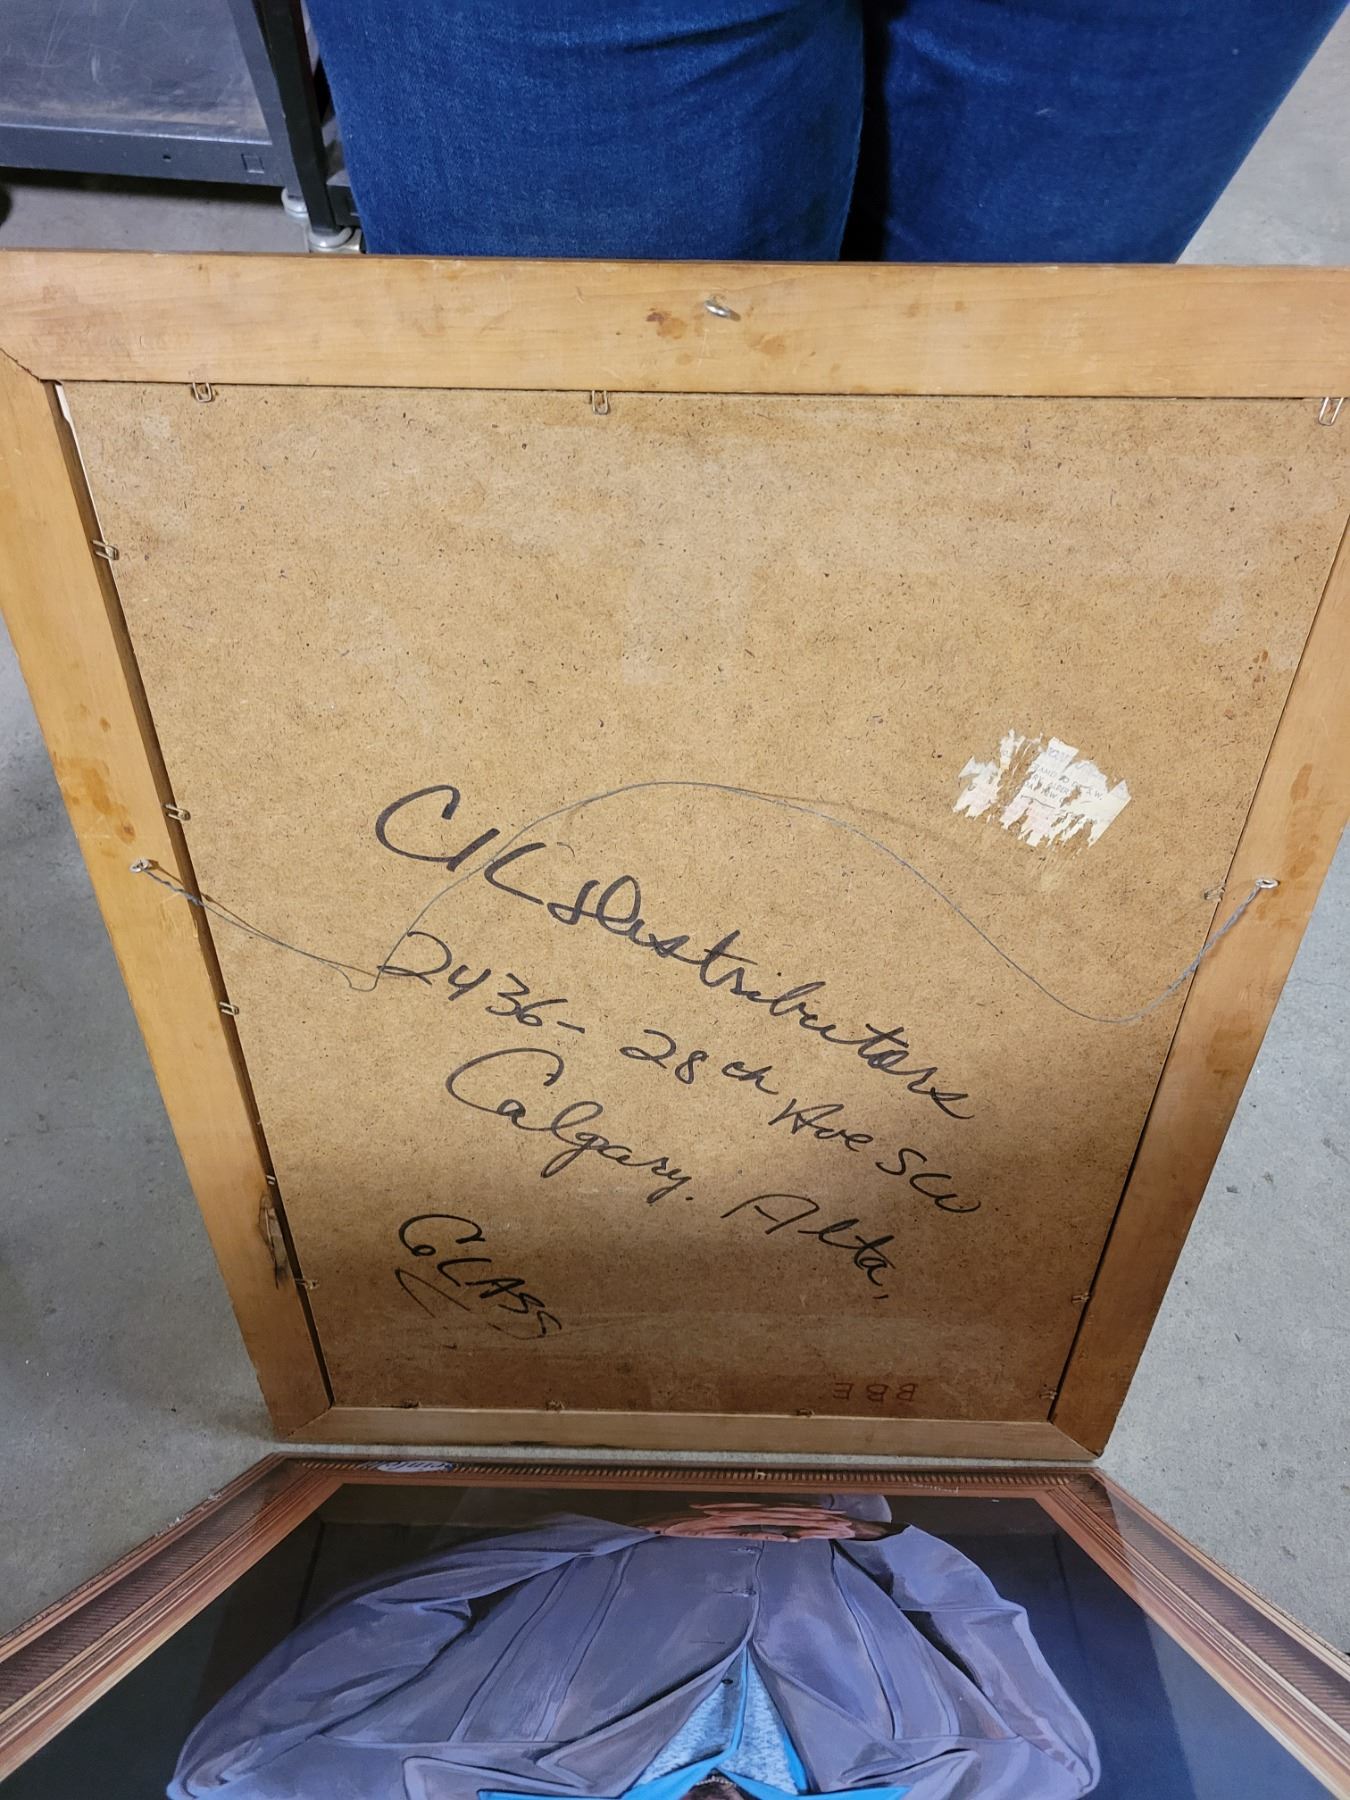 CK Distributors
2436- 28th Ave SW
Calgary. Alta,
GLASS
BBE